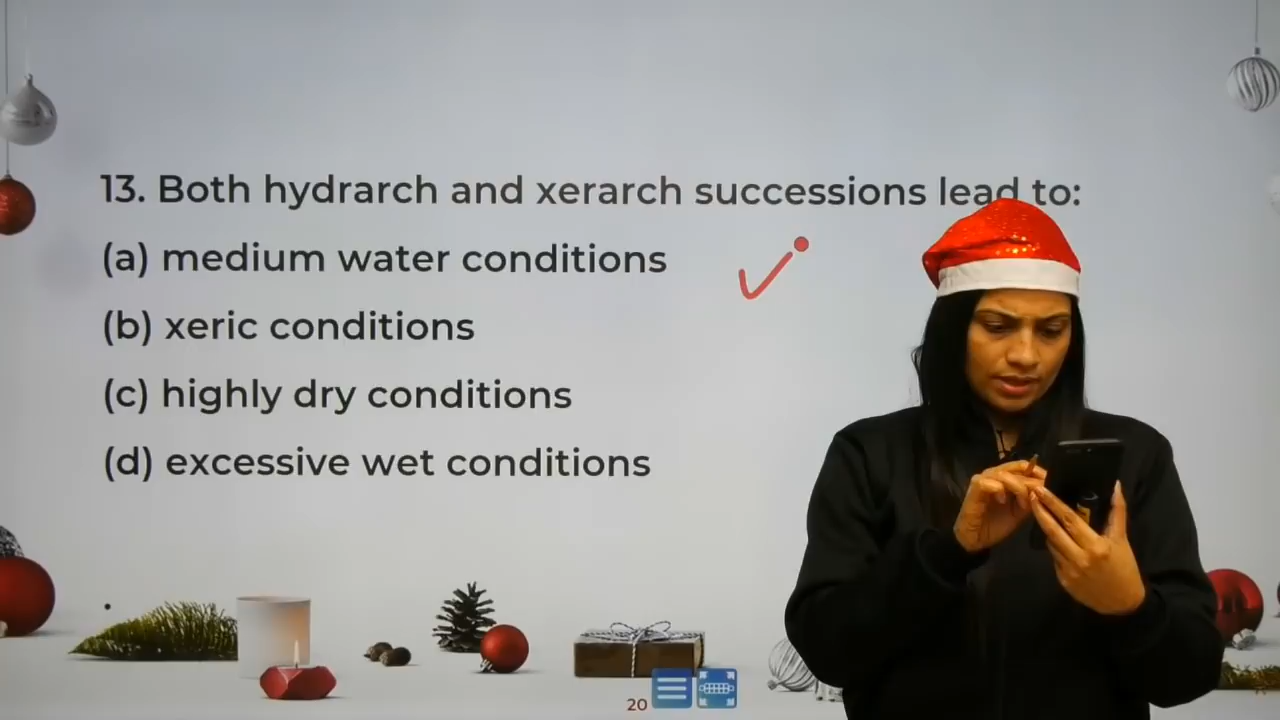 13. Both hydrarch and xerarch successions lead to:
(a) medium water conditions
(b) xeric conditions
(c) highly dry conditions
(d) excessive wet conditions
20